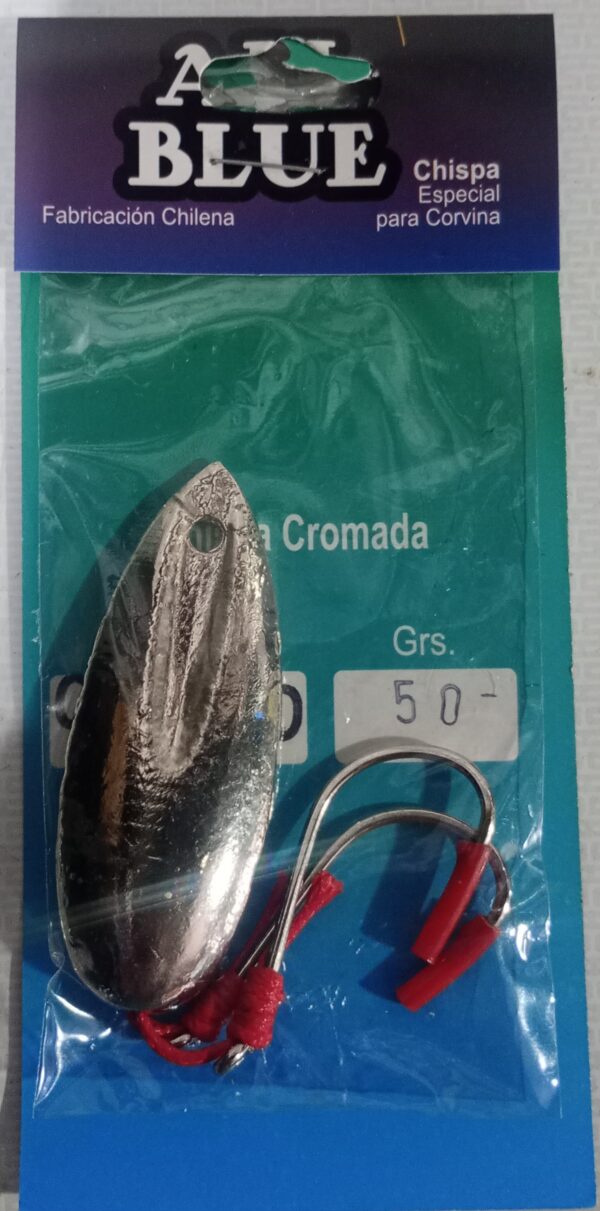 BLUE
Chispa
Especial
para Corvina
Fabricación Chilena
Cromada
Grs.
50-